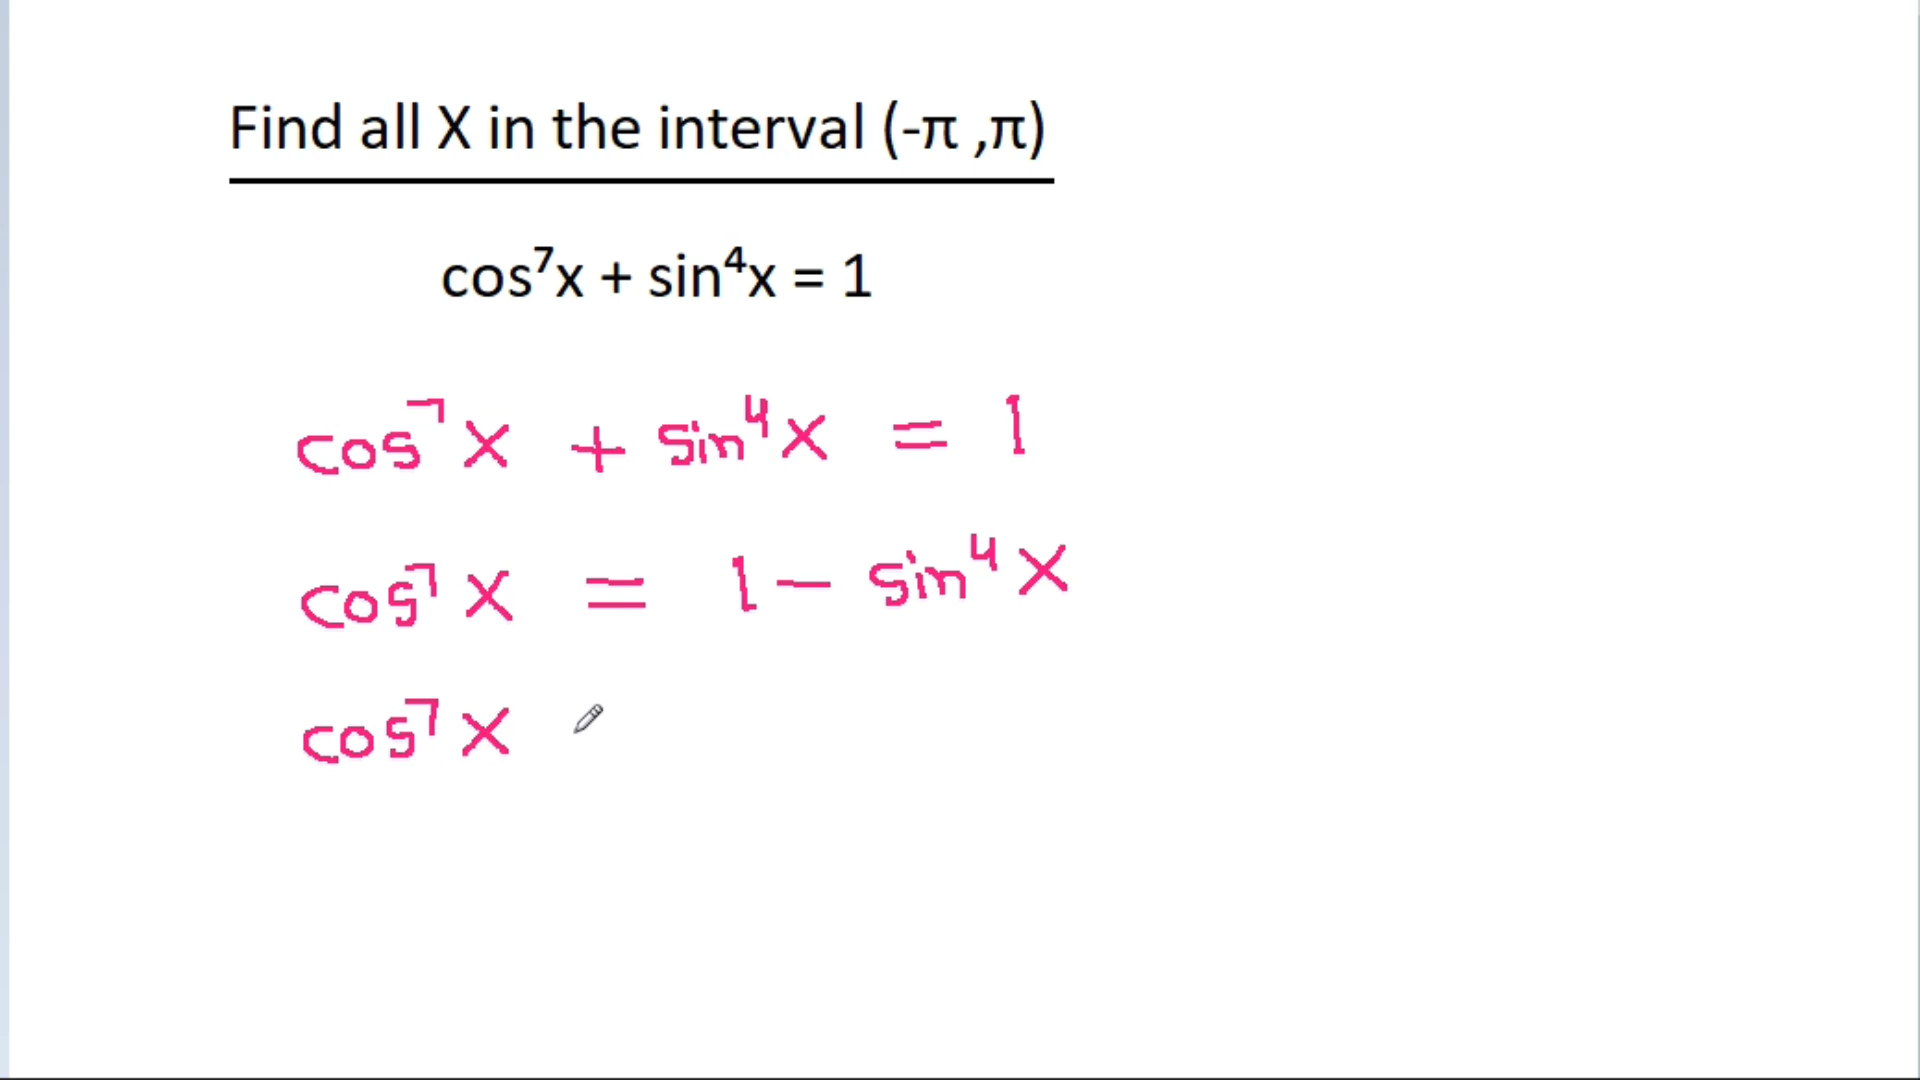 Find all X in the interval (-π ,π)
cos⁷x + sin⁴x = 1
cos⁷x + sin⁴x = 1
cos⁷x = 1 - sin⁴x
cos⁷x